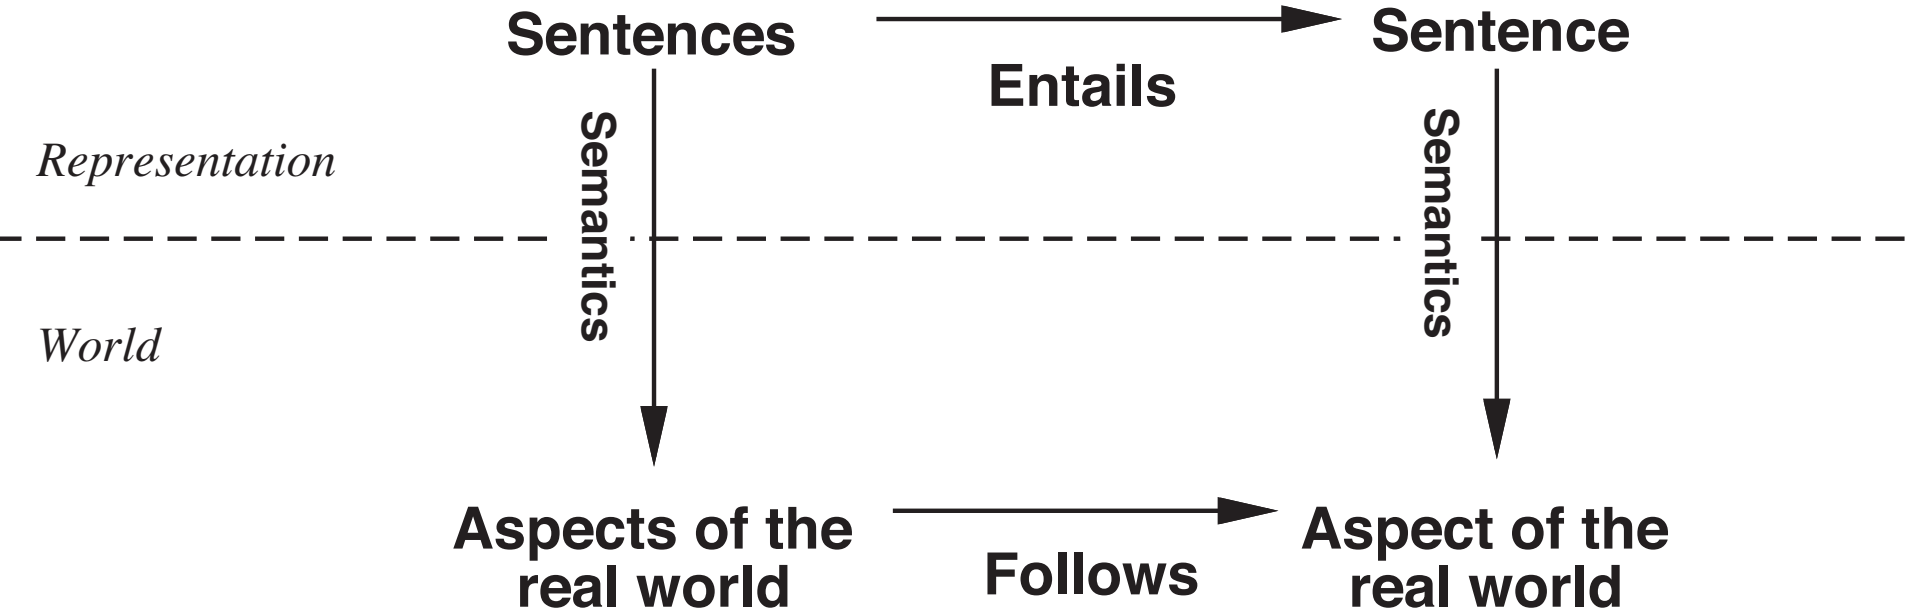 Sentences
Sentence
Entails
Semantics
Semantics
Representation
World
Aspects of the
real world
Follows
Aspect of the
real world